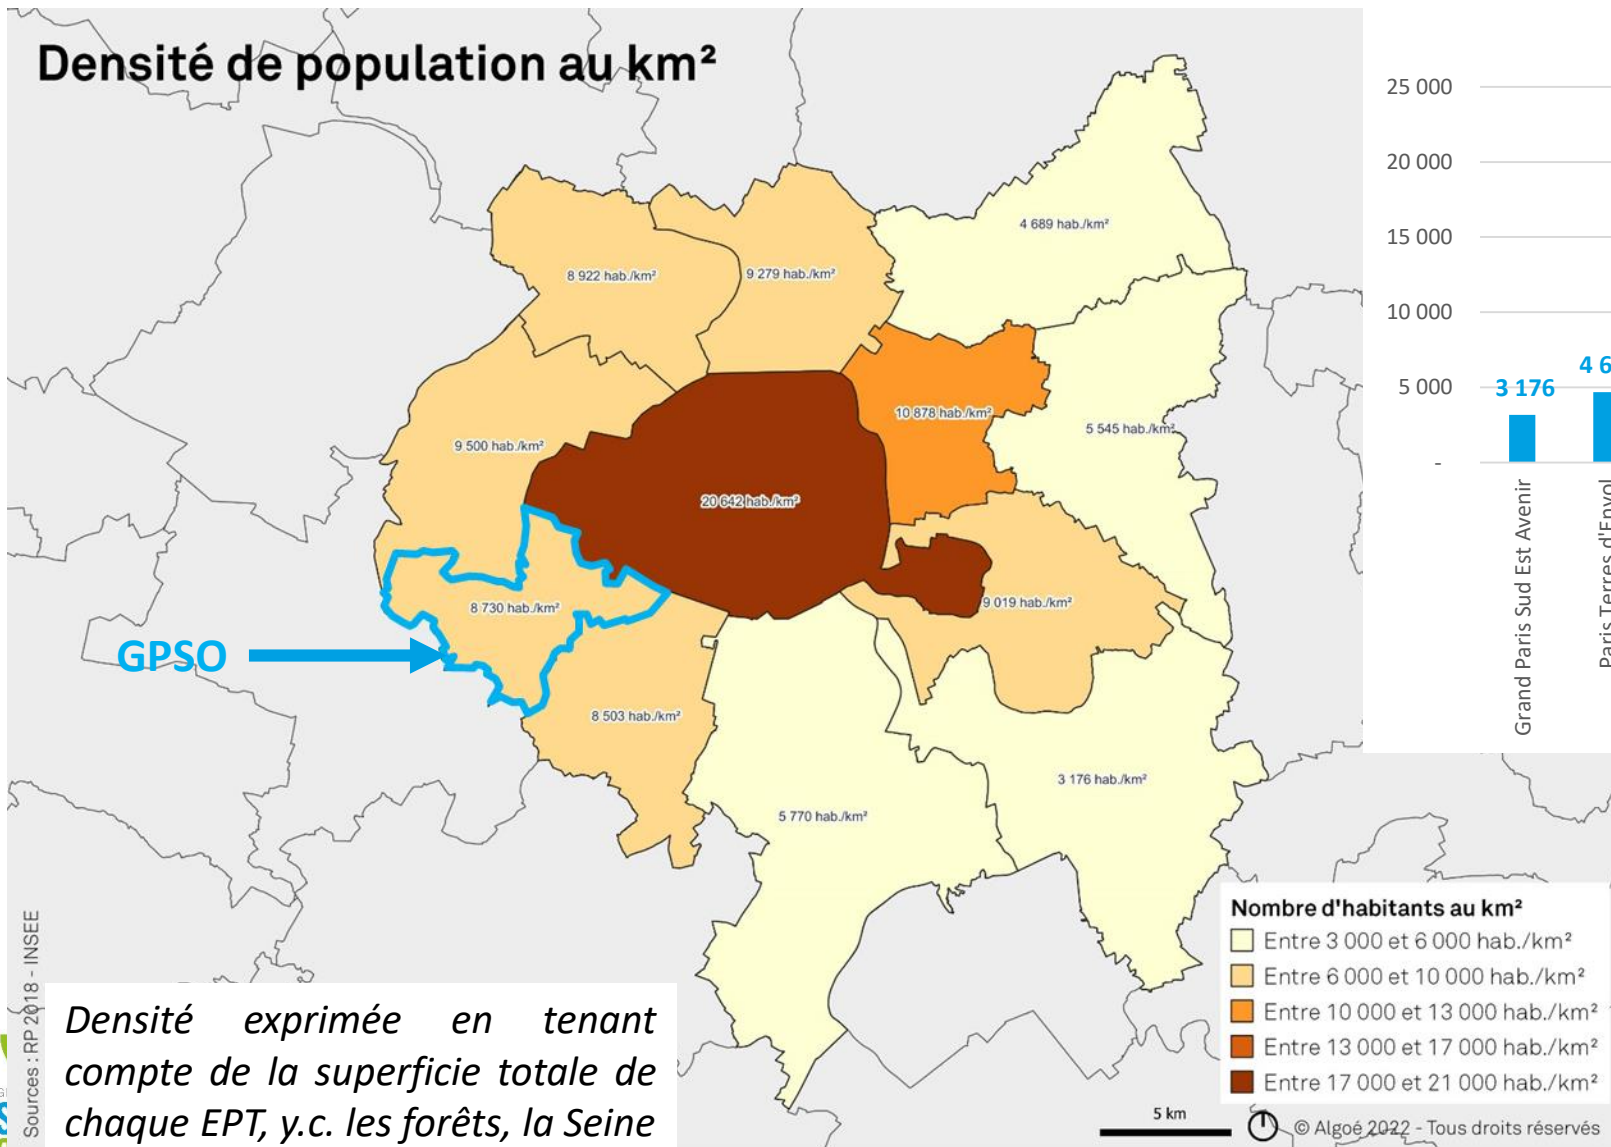 Densité de population au km²
4 689 hab./km²
8 922 hab./km²
9 279 hab./km²
10 878 hab./km²
5 545 hab./km²
9 500 hab./km²
20 642 hab./km²
8 730 hab./km²
9 019 hab./km²
GPSO
8 503 hab./km²
3 176 hab./km²
5 770 hab./km²
25 000
20 000
15 000
10 000
5 000
-
3 176
4 6
Grand Paris Sud Est Avenir
Paris Terres d'Envol
Nombre d'habitants au km²
Entre 3 000 et 6 000 hab./km²
Entre 6 000 et 10 000 hab./km²
Entre 10 000 et 13 000 hab./km²
Entre 13 000 et 17 000 hab./km²
Entre 17 000 et 21 000 hab./km²
5 km
© Algoé 2022 - Tous droits réservés
Sources : RP 2018 - INSEE
Densité exprimée en tenant
compte de la superficie totale de
chaque EPT, y.c. les forêts, la Seine